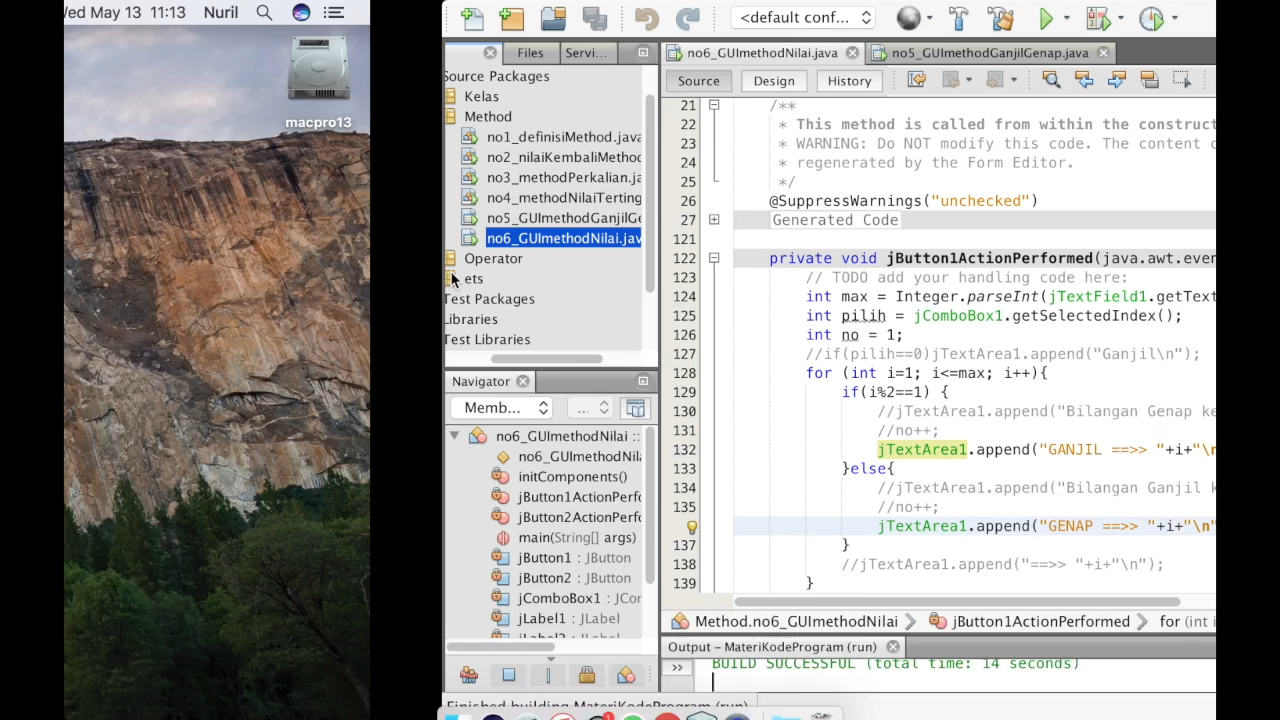 Wed May 13 11:13 Nuril
macpro13
<default conf...
Files
Servi...
Source Packages
Kelas
Method
no1_definisiMethod.java
no2_nilaiKembaliMethod
no3_methodPerkalian.ja
no4_methodNilaiTerting
no5_GUImethodGanjilGe
no6_GUImethodNilai.jav
Operator
ets
Test Packages
Libraries
Test Libraries
Navigator
Memb...
...
no6_GUImethodNilai ::
no6_GUImethodNila
initComponents()
jButton1ActionPerfo
jButton2ActionPerfo
main(String[] args)
jButton1 : JButton
jButton2 : JButton
jComboBox1 : JCor
jLabel1 : JLabel
no6_GUImethodNilai.java
no5_GUImethodGanjilGenap.java
Source Design History
21 /**
22 * This method is called from within the construct
23 * WARNING: Do NOT modify this code. The content o
24 * regenerated by the Form Editor.
25 */
26 @SuppressWarnings("unchecked")
27 Generated Code
121
122 private void jButton1ActionPerformed(java.awt.even
123 // TODO add your handling code here:
124 int max = Integer.parseInt(jTextField1.getText
125 int pilih = jComboBox1.getSelectedIndex();
126 int no = 1;
127 //if(pilih==0)jTextArea1.append("Ganjil\n");
128 for (int i=1; i<=max; i++){
129 if(i%2==1) {
130 //jTextArea1.append("Bilangan Genap ke
131 //no++;
132 jTextArea1.append("GANJIL ==>> "+i+"\n
133 }else{
134 //jTextArea1.append("Bilangan Ganjil k
135 //no++;
jTextArea1.append("GENAP ==>> "+i+"\n"
137 }
138 //jTextArea1.append("==>> "+i+"\n");
139 }
Method.no6_GUImethodNilai
jButton1ActionPerformed
for (int i
Output – MateriKodeProgram (run)
BUILD SUCCESSFUL (total time: 14 seconds)
Finished building MateriKodeProgram (run)